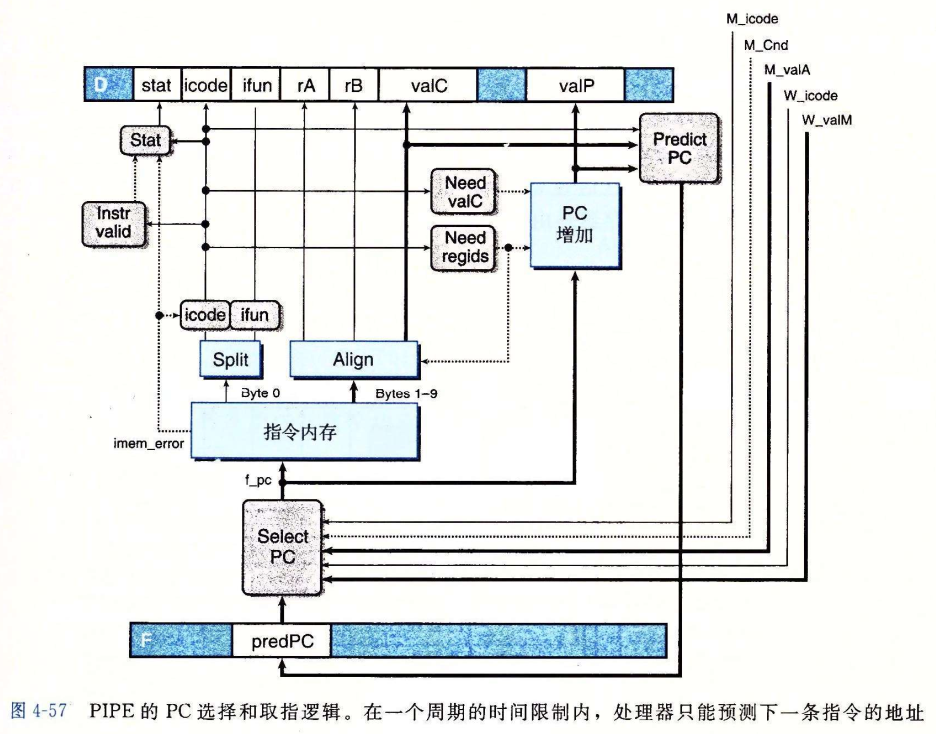 M_icode
M_Cnd
M_valA
W_icode
W_valM
D stat icode ifun rA rB valC valP
Stat
Predict
PC
Need
valC
Instr
valid
PC
增加
Need
regids
icode ifun
Split
Align
Byte 0
Bytes 1–9
指令内存
imem_error
f_pc
Select
PC
F predPC
图 4-57 PIPE 的 PC 选择和取指逻辑。在一个周期的时间限制内，处理器只能预测下一条指令的地址